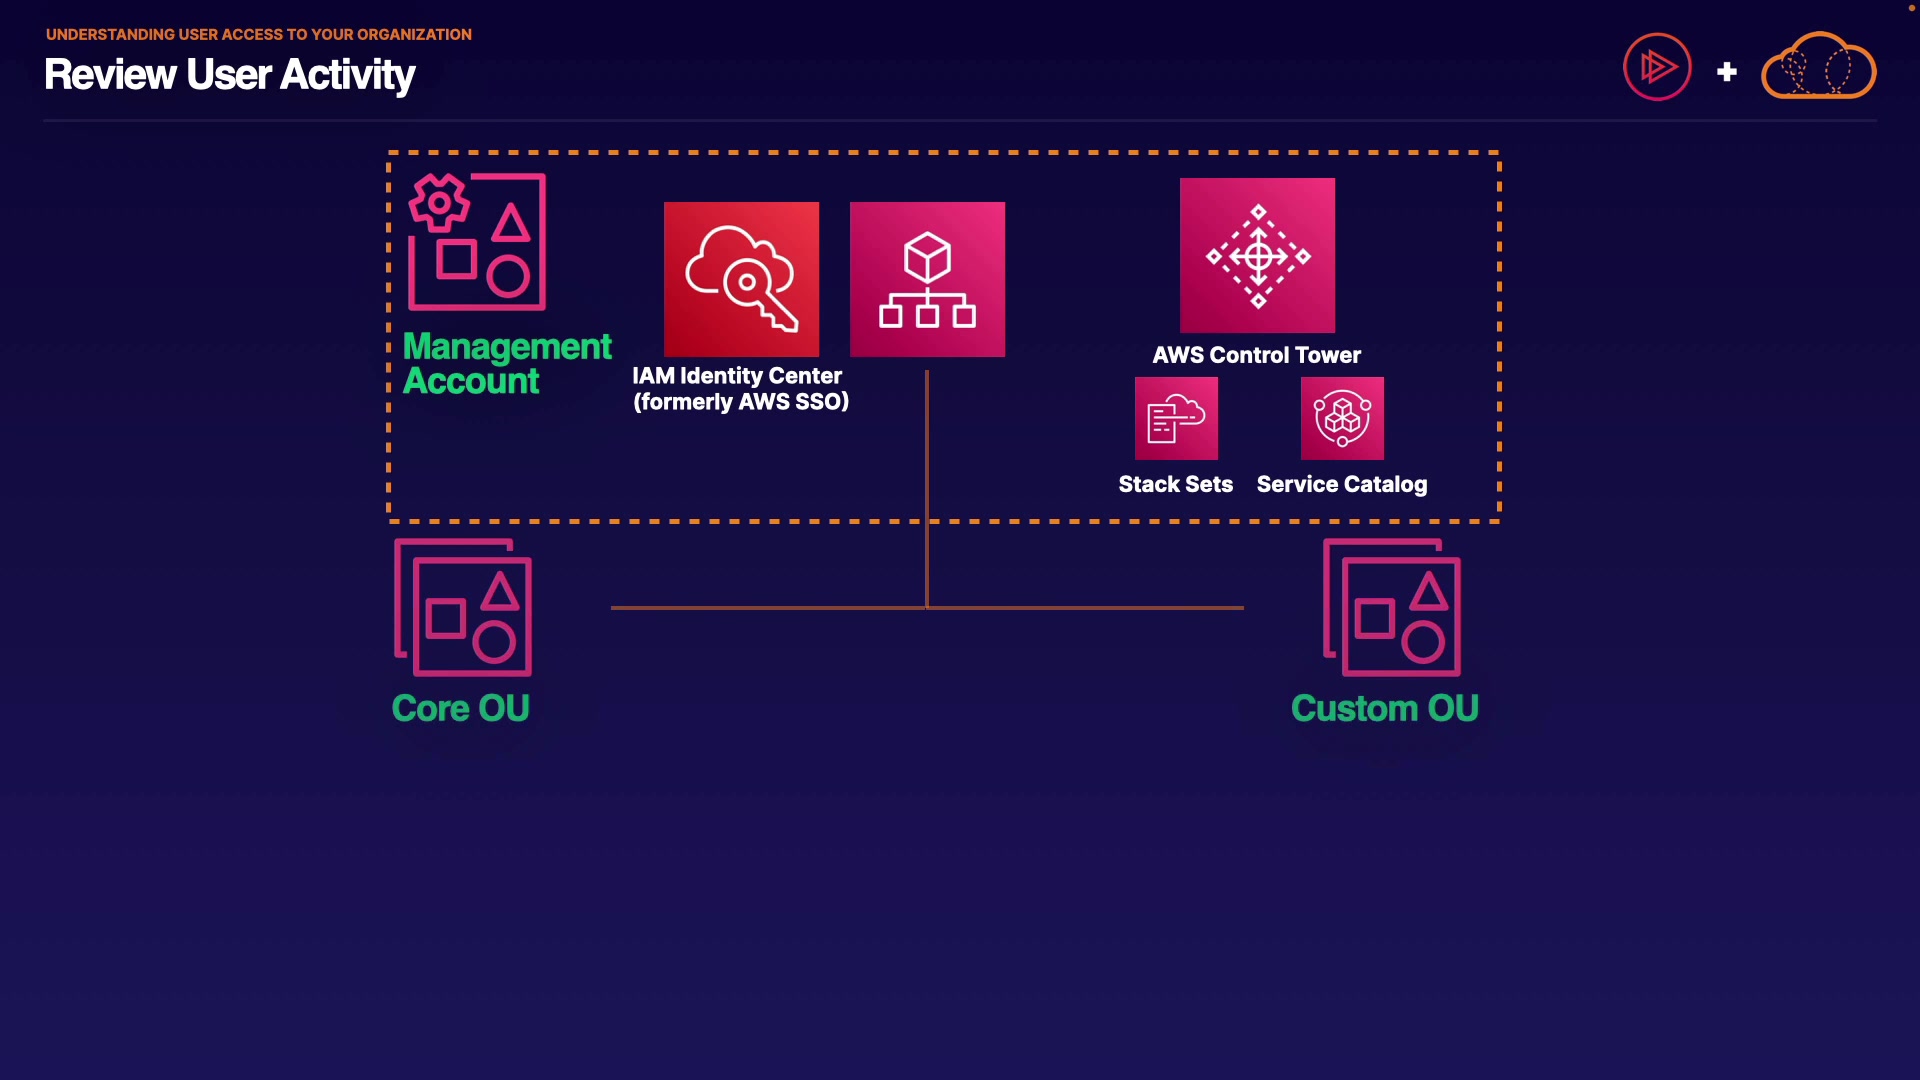 UNDERSTANDING USER ACCESS TO YOUR ORGANIZATION
Review User Activity
Management
Account
IAM Identity Center
(formerly AWS SSO)
AWS Control Tower
Stack Sets
Service Catalog
Core OU
Custom OU